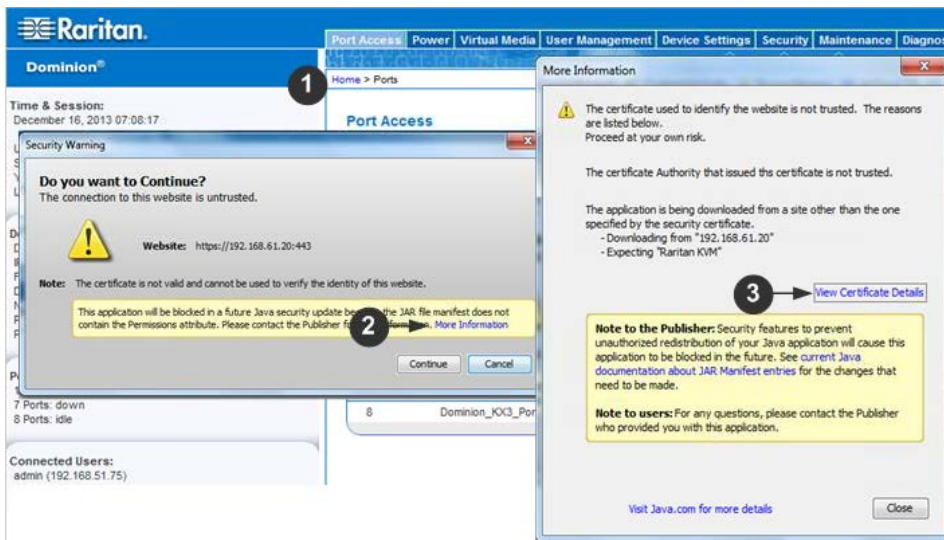 Raritan.
Dominion®
Port Access Power Virtual Media User Management Device Settings Security Maintenance
1
Home > Ports
Time & Session:
December 16, 2013 07:08:17
Port Access
Security Warning
Do you want to Continue?
The connection to this website is untrusted.
Website: https://192.168.61.20:443
Note: The certificate is not valid and cannot be used to verify the identity of this website.
This application will be blocked in a future Java security update the JAR file manifest does not
contain the Permissions attribute. Please contact the Publisher More Information
2
Continue Cancel
7 Ports: down
8 Ports: idle
8 Dominion_KX3_Por
Connected Users:
admin (192.168.51.75)
More Information
The certificate used to identify the website is not trusted. The reasons
are listed below.
Proceed at your own risk.
The certificate Authority that issued ths certificate is not trusted.
The application is being downloaded from a site other than the one
specified by the security certificate.
- Downloading from "192.168.61.20"
- Expecting "Raritan KVM"
3
View Certificate Details
Note to the Publisher: Security features to prevent
unauthorized redistribution of your Java application will cause this
application to be blocked in the future. See current Java
documentation about JAR Manifest entries for the changes that
need to be made.
Note to users: For any questions, please contact the Publisher
who provided you with this application.
Visit Java.com for more details
Close